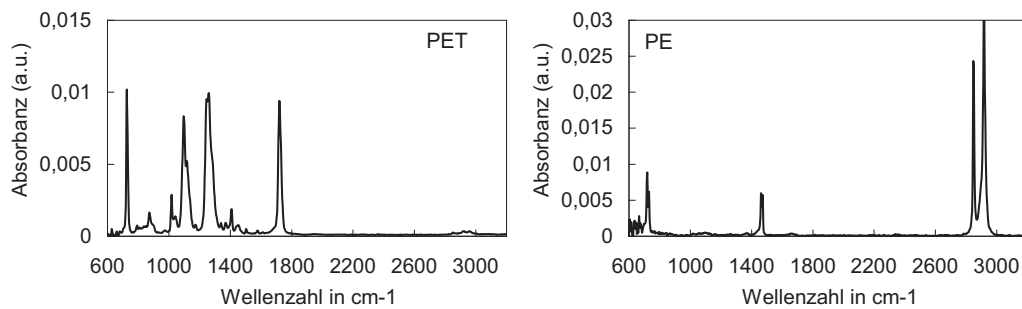 PET
Absorbanz (a.u.)
0,015
0,01
0,005
0
600 1000 1400 1800 2200 2600 3000
Wellenzahl in cm-1
PE
Absorbanz (a.u.)
0,03
0,025
0,02
0,015
0,01
0,005
0
600 1000 1400 1800 2200 2600 3000
Wellenzahl in cm-1